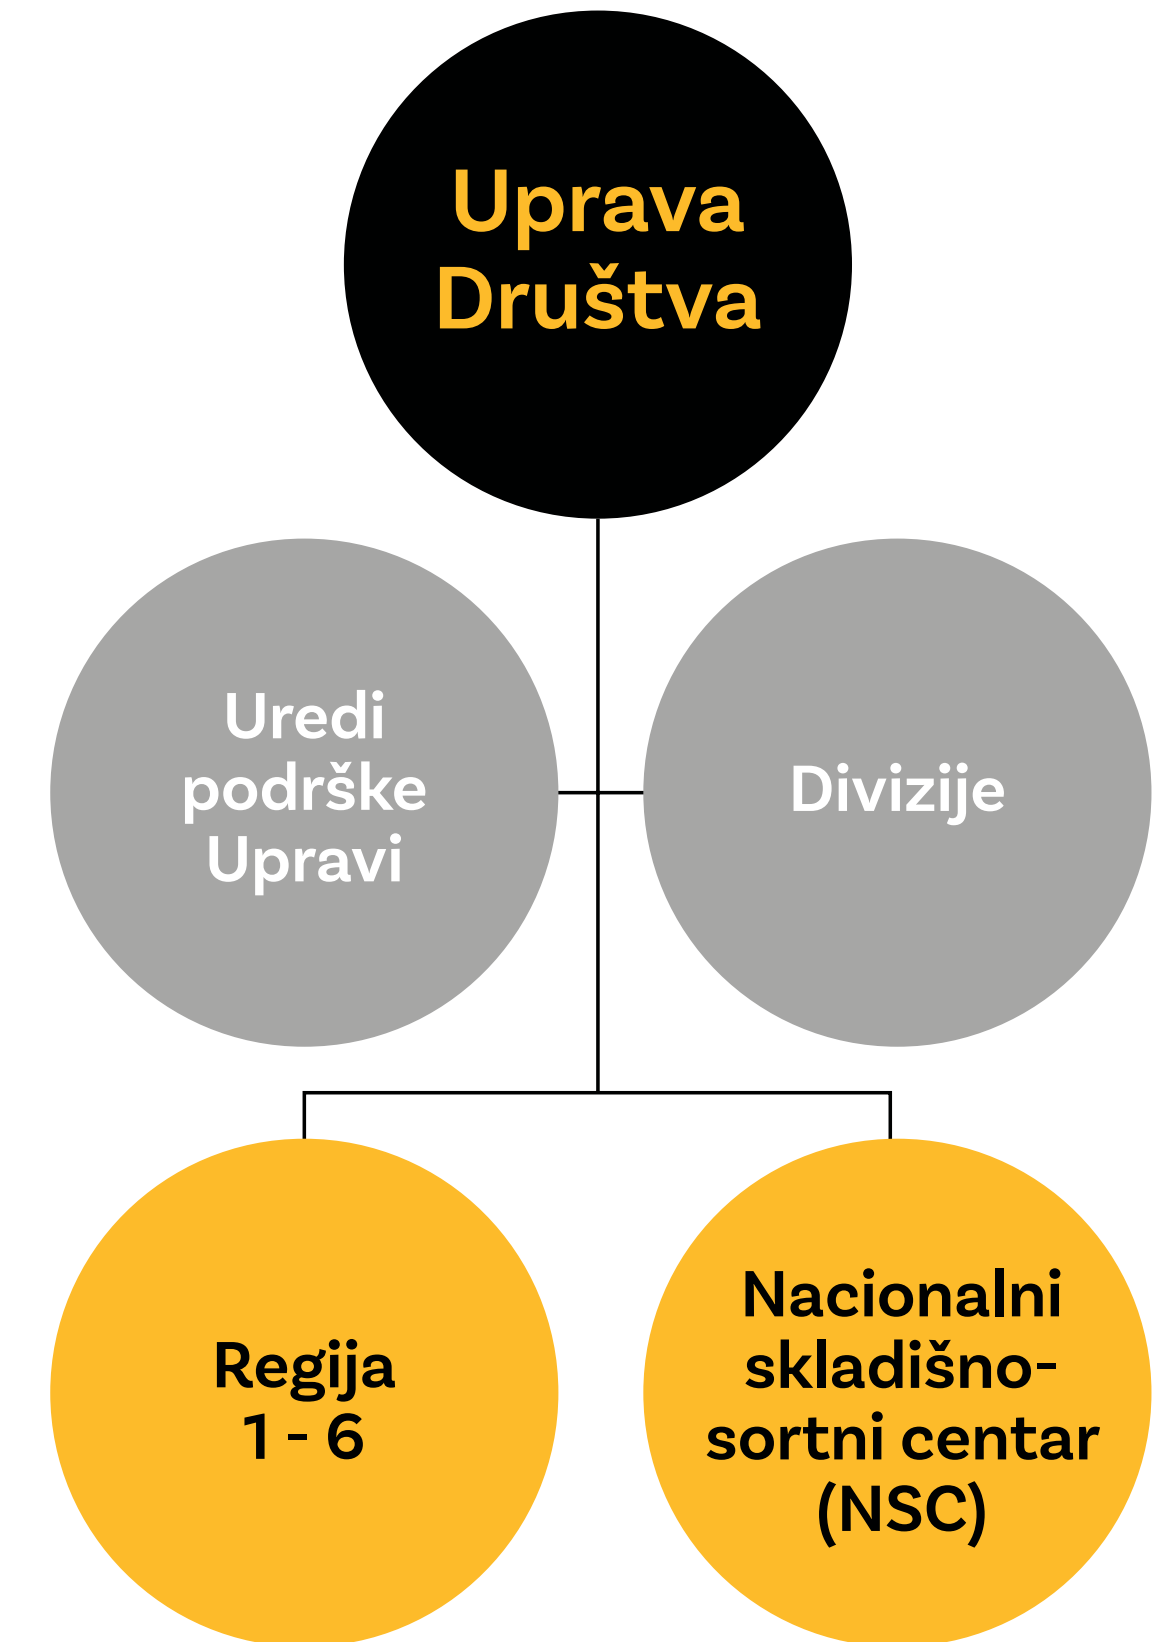 Uprava
Društva
Uredi
podrške
Upravi
Divizije
Regija
1 - 6
Nacionalni
skladišno-
sortni centar
(NSC)